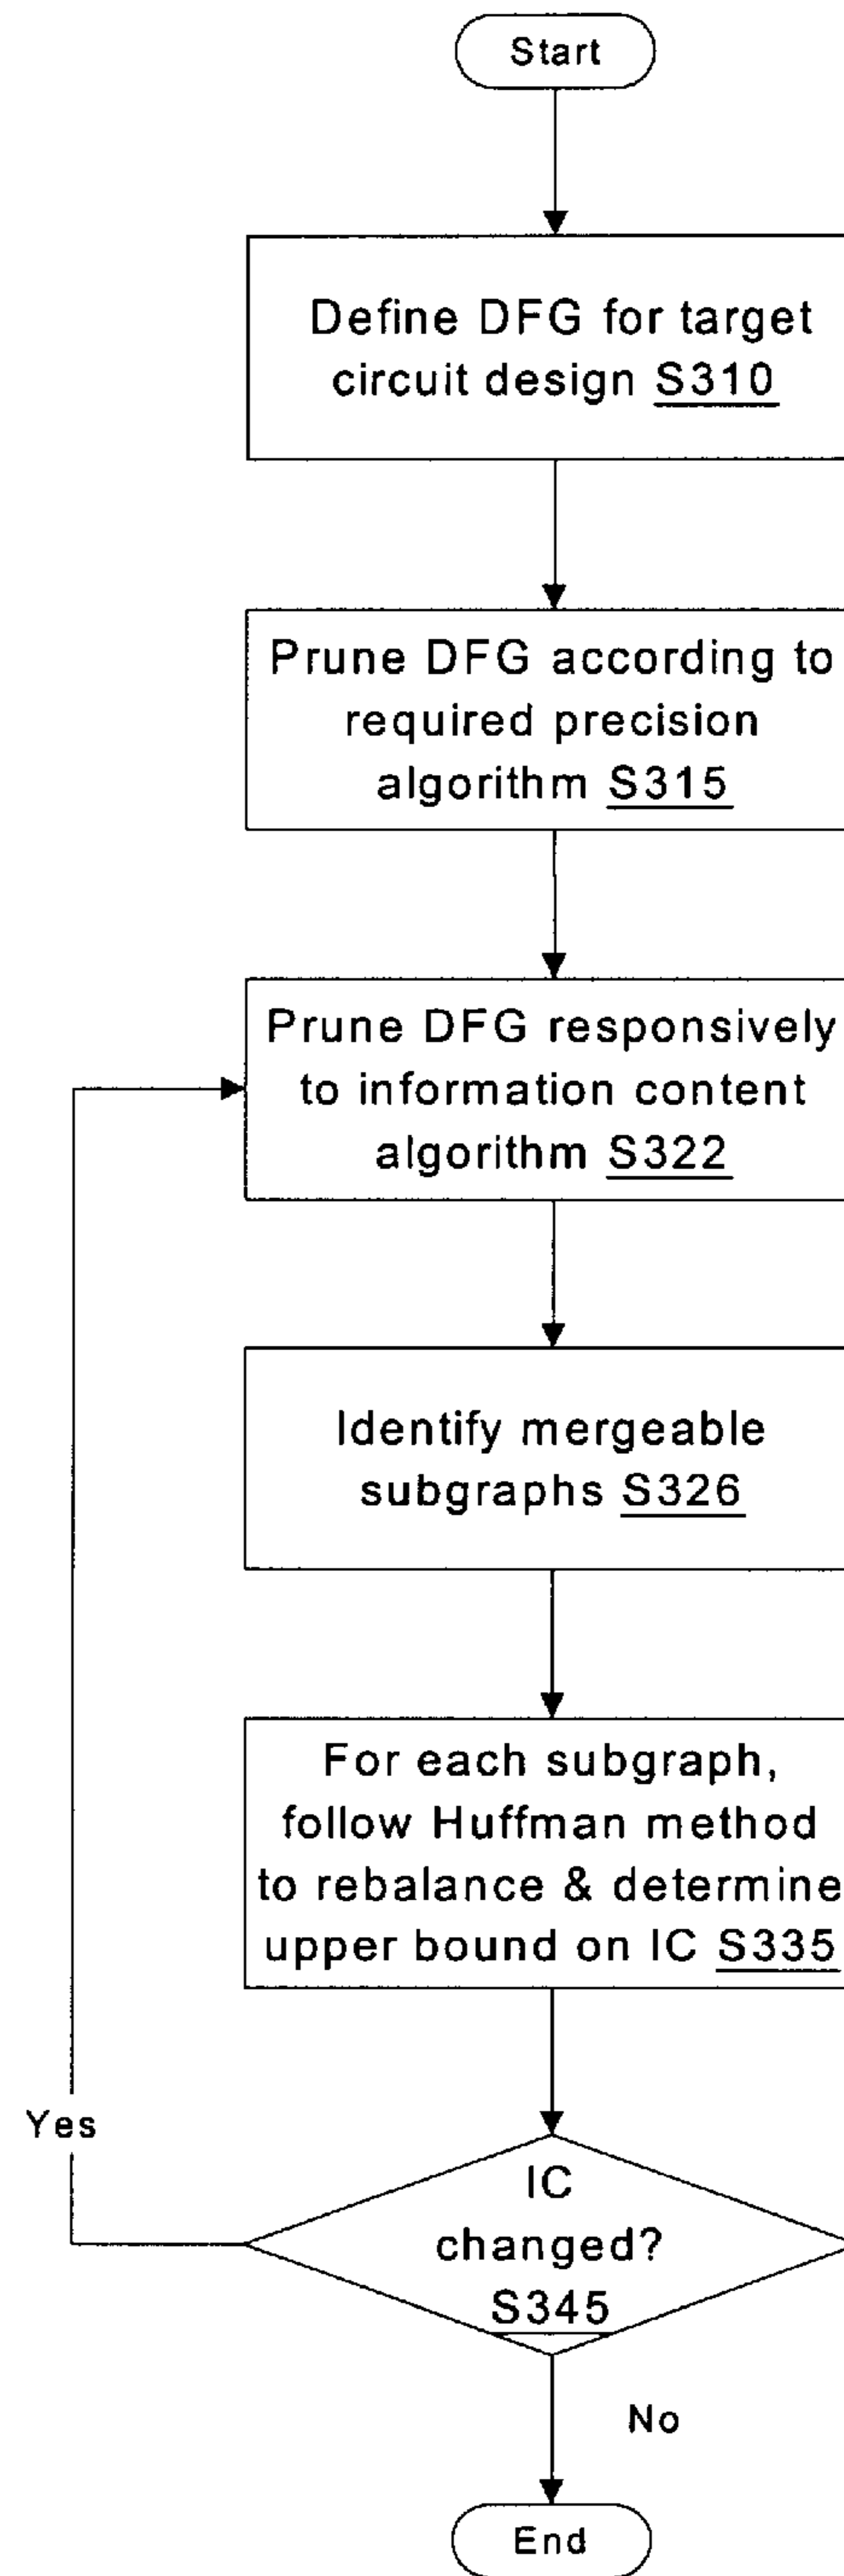 Start
Define DFG for target
circuit design S310
Prune DFG according to
required precision
algorithm S315
Prune DFG responsively
to information content
algorithm S322
Identify mergeable
subgraphs S326
For each subgraph,
follow Huffman method
to rebalance & determine
upper bound on IC S335
Yes
IC
changed?
S345
No
End